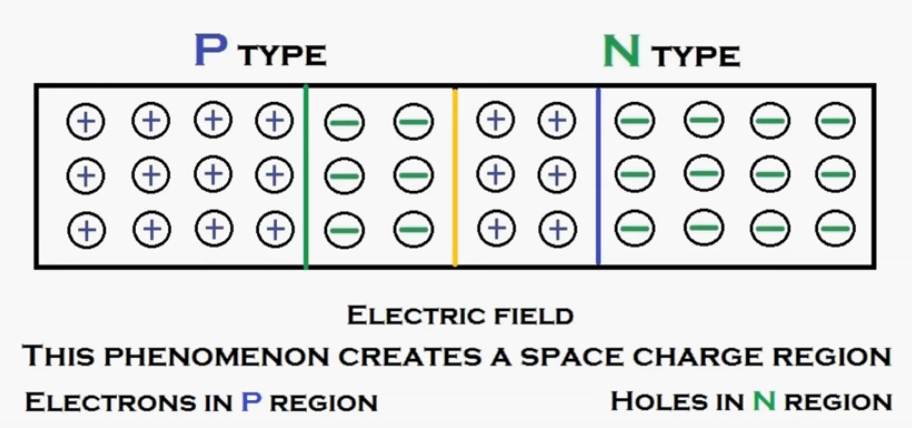 P TYPE
N TYPE
+ + + + − − + + − − − −
+ + + + − − + + − − − −
+ + + + − − + + − − − −
ELECTRIC FIELD
THIS PHENOMENON CREATES A SPACE CHARGE REGION
ELECTRONS IN P REGION
HOLES IN N REGION